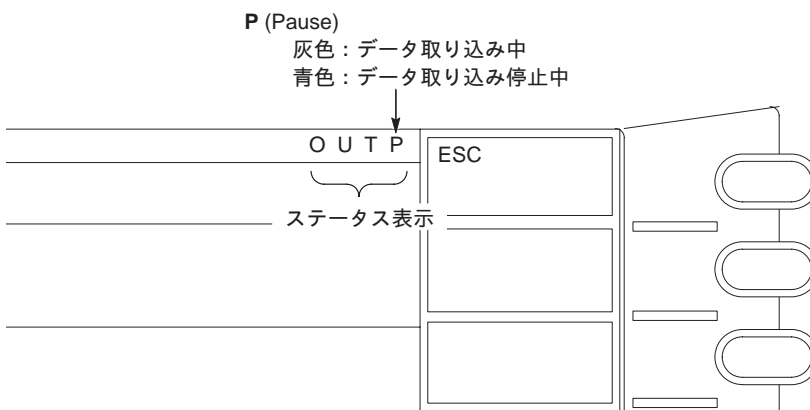 P (Pause)
灰色：データ取り込み中
青色：データ取り込み停止中
O U T P
ESC
ステータス表示